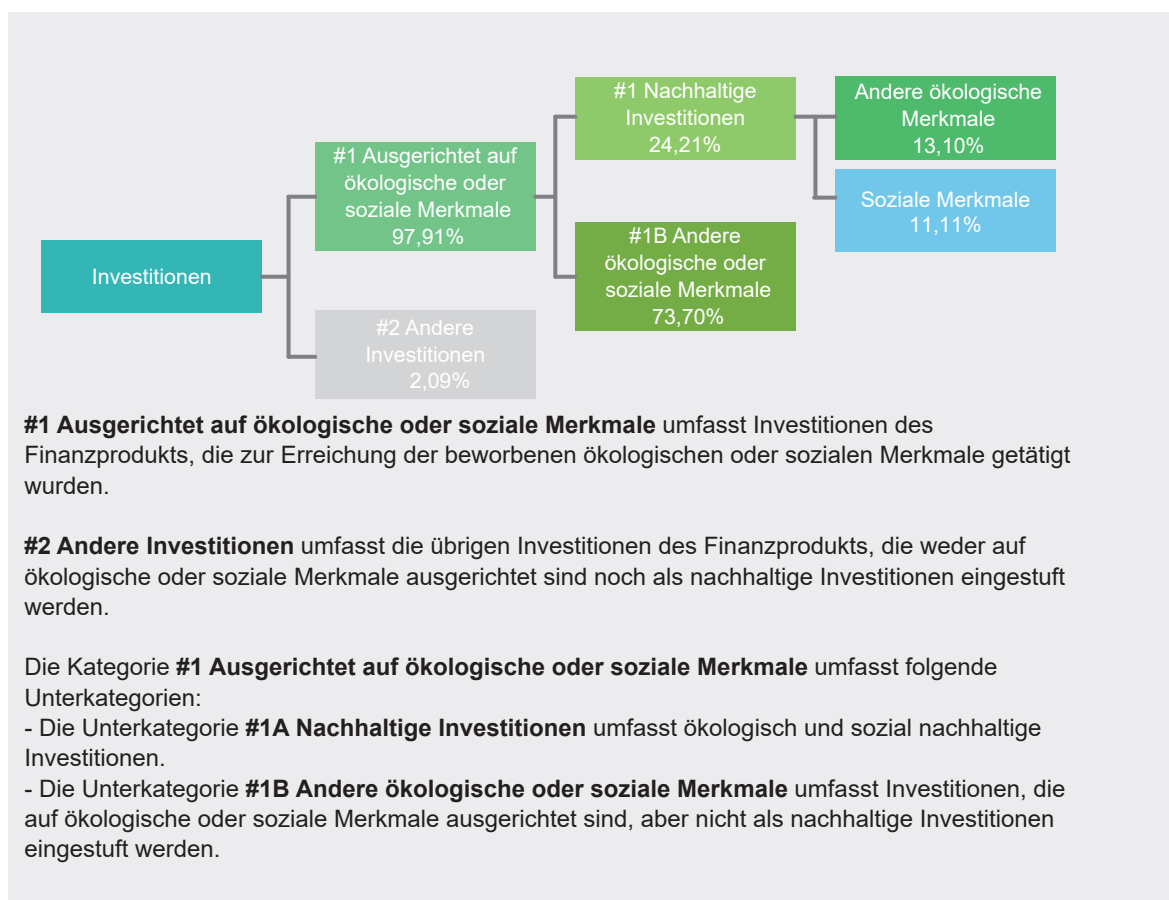 Investitionen
#1 Ausgerichtet auf
ökologische oder
soziale Merkmale
97,91%
#2 Andere
Investitionen
2,09%
#1 Nachhaltige
Investitionen
24,21%
#1B Andere
ökologische oder
soziale Merkmale
73,70%
Andere ökologische
Merkmale
13,10%
Soziale Merkmale
11,11%
#1 Ausgerichtet auf ökologische oder soziale Merkmale umfasst Investitionen des
Finanzprodukts, die zur Erreichung der beworbenen ökologischen oder sozialen Merkmale getätigt
wurden.
#2 Andere Investitionen umfasst die übrigen Investitionen des Finanzprodukts, die weder auf
ökologische oder soziale Merkmale ausgerichtet sind noch als nachhaltige Investitionen eingestuft
werden.
Die Kategorie #1 Ausgerichtet auf ökologische oder soziale Merkmale umfasst folgende
Unterkategorien:
- Die Unterkategorie #1A Nachhaltige Investitionen umfasst ökologisch und sozial nachhaltige
Investitionen.
- Die Unterkategorie #1B Andere ökologische oder soziale Merkmale umfasst Investitionen, die
auf ökologische oder soziale Merkmale ausgerichtet sind, aber nicht als nachhaltige Investitionen
eingestuft werden.